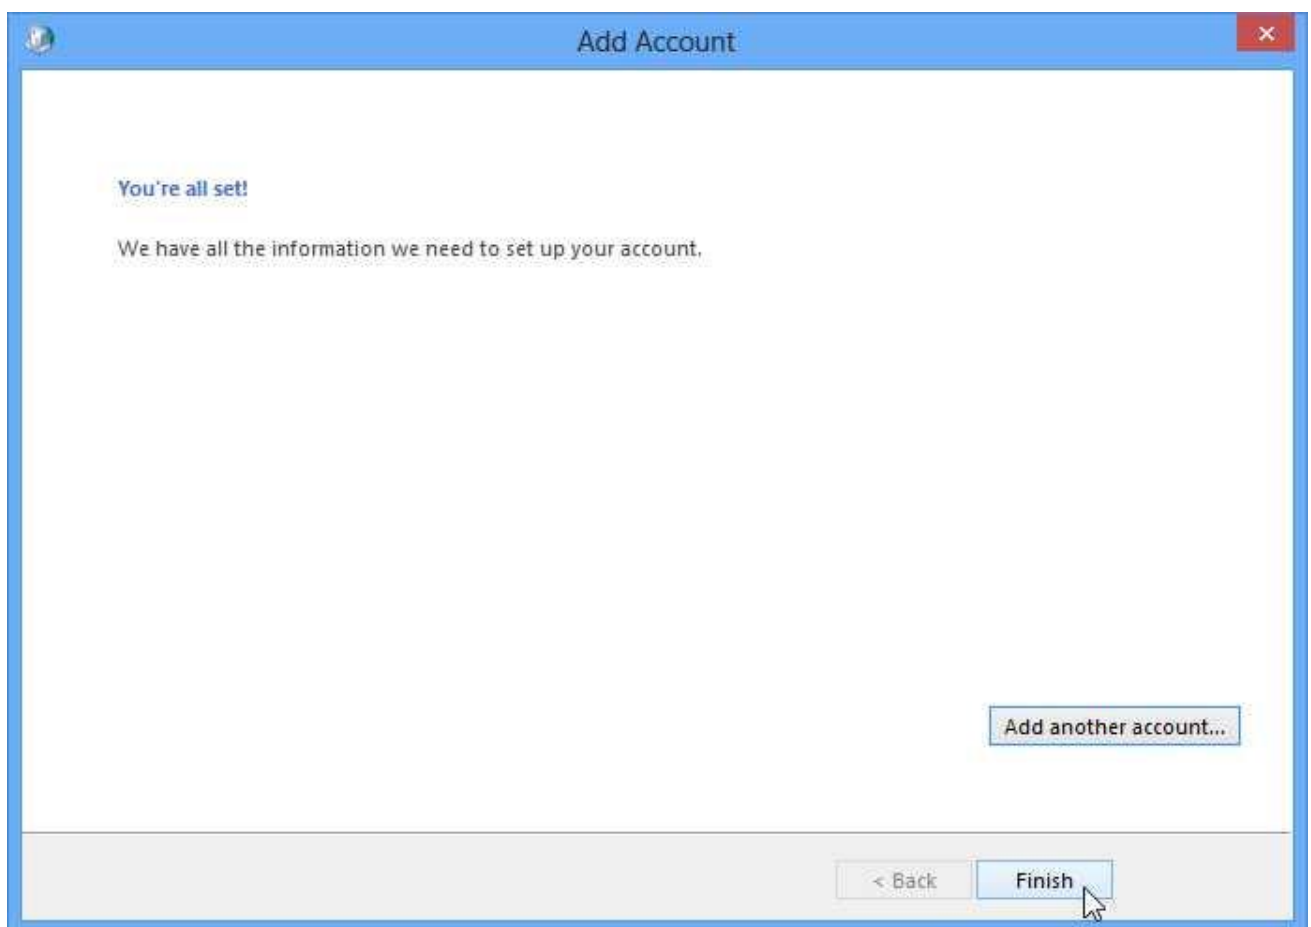 Add Account
You're all set!
We have all the information we need to set up your account.
Add another account...
< Back
Finish